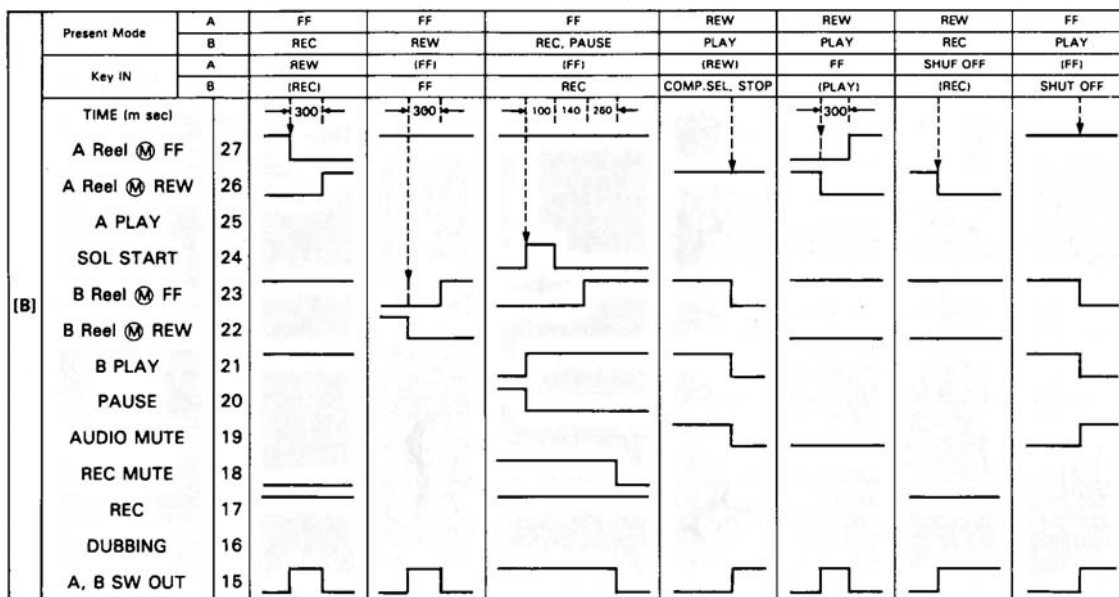 Present Mode A FF FF FF REW REW REW FF
B REC REW REC, PAUSE PLAY PLAY REC PLAY
Key IN A REW (FF) (FF) (REW) FF SHUF OFF (FF)
B (REC) FF REC COMP.SEL, STOP (PLAY) (REC) SHUT OFF
TIME (m sec) 300 300 100 140 260 300
A Reel Ⓜ FF 27
A Reel Ⓜ REW 26
A PLAY 25
SOL START 24
[B] B Reel Ⓜ FF 23
B Reel Ⓜ REW 22
B PLAY 21
PAUSE 20
AUDIO MUTE 19
REC MUTE 18
REC 17
DUBBING 16
A, B SW OUT 15